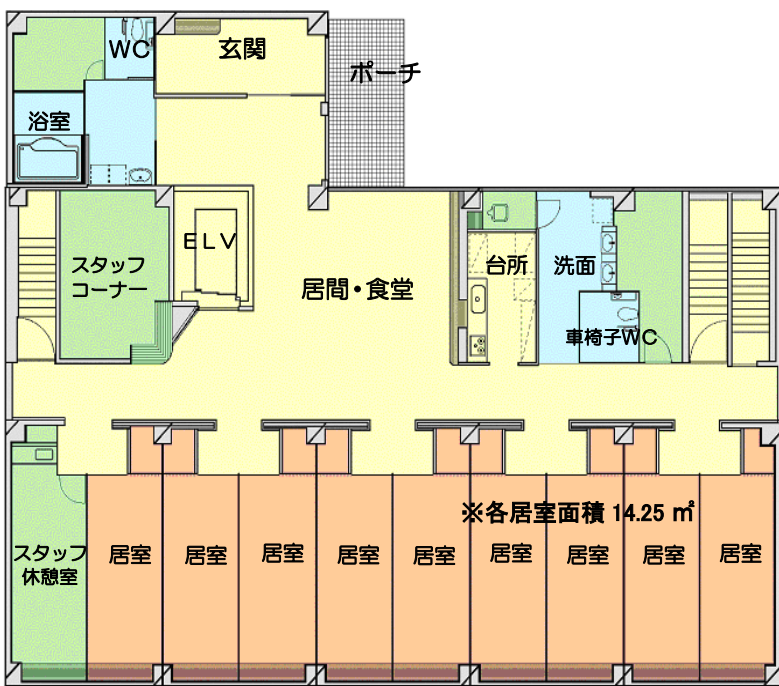 WC
玄関
ポーチ
浴室
ELV
スタッフ
コーナー
居間・食堂
台所
洗面
車椅子WC
※各居室面積 14.25 ㎡
スタッフ
休憩室
居室
居室
居室
居室
居室
居室
居室
居室
居室